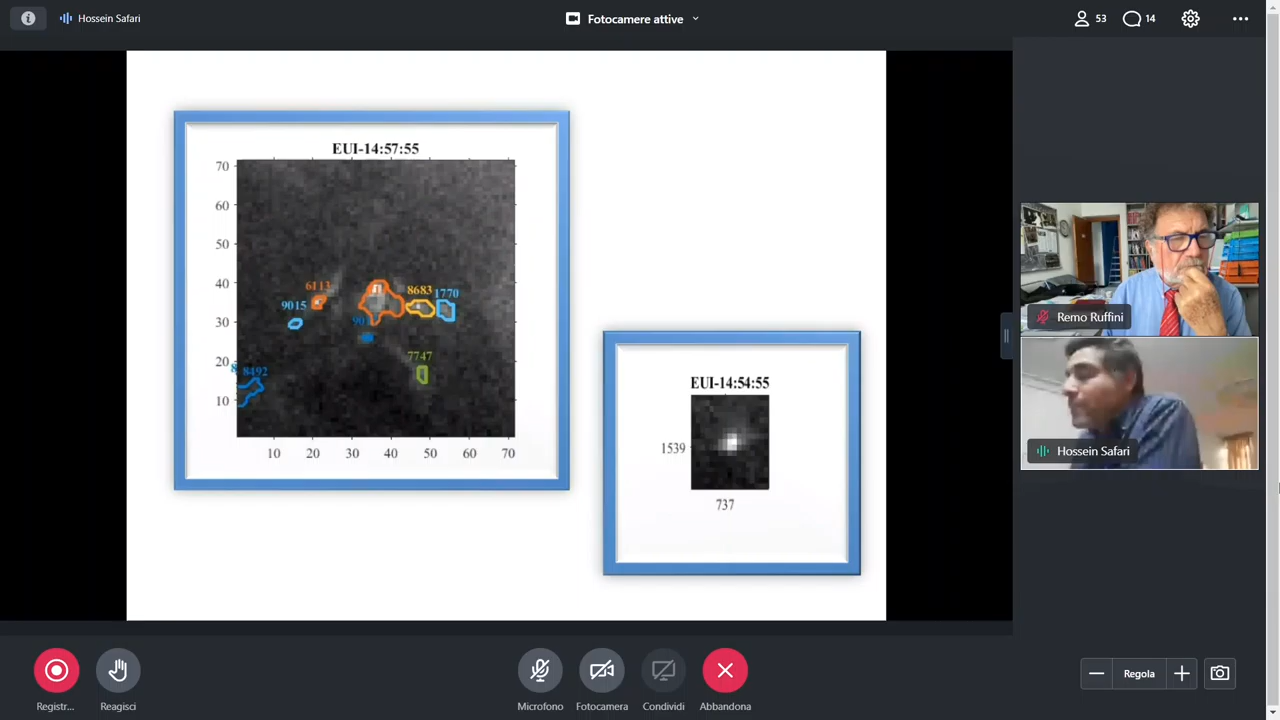 Hossein Safari
Fotocamere attive
53
14
EUI-14:57:55
70
60
50
40
30
20
10
6113
9015
8683
1770
7747
8492
10
20
30
40
50
60
70
EUI-14:54:55
1539
737
Remo Ruffini
Hossein Safari
Registr...
Reagisci
Microfono
Fotocamera
Condividi
Abbandona
Regola